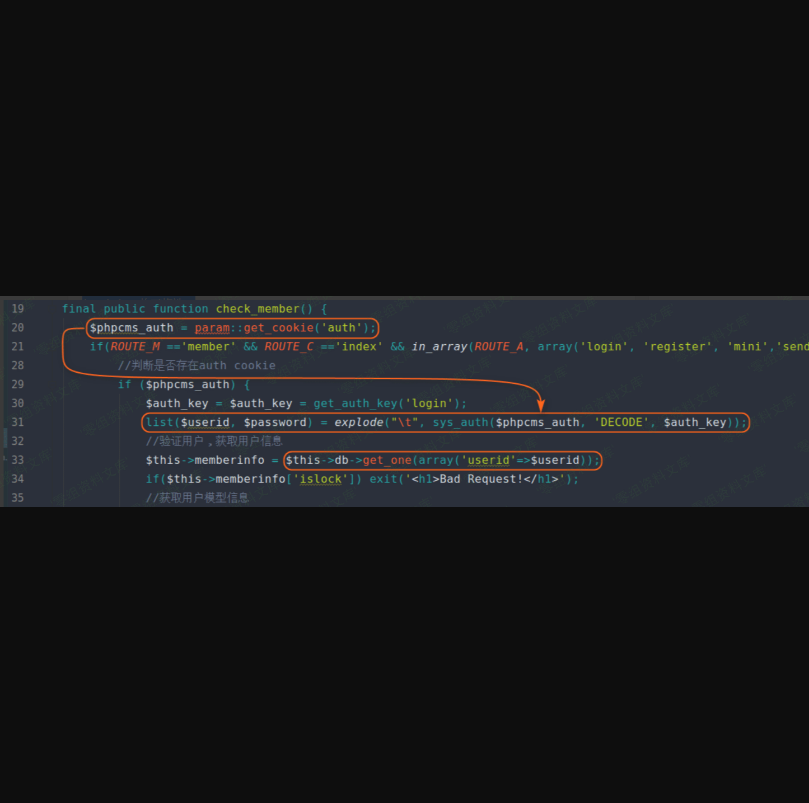 19 final public function check_member() {
20 $phpcms_auth = param::get_cookie('auth');
21 if(ROUTE_M =='member' && ROUTE_C =='index' && in_array(ROUTE_A, array('login', 'register', 'mini','send
28 //判断是否存在auth cookie
29 if ($phpcms_auth) {
30 $auth_key = $auth_key = get_auth_key('login');
31 list($userid, $password) = explode("\t", sys_auth($phpcms_auth, 'DECODE', $auth_key));
32 //验证用户，获取用户信息
33 $this->memberinfo = $this->db->get_one(array('userid'=>$userid));
34 if($this->memberinfo['islock']) exit('<h1>Bad Request!</h1>');
35 //获取用户模型信息